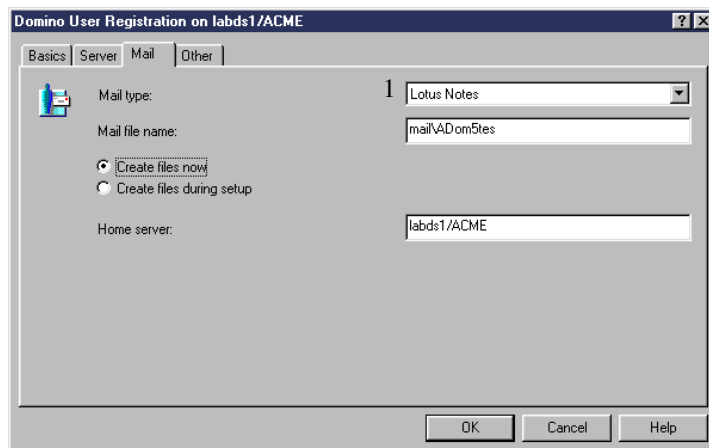 Domino User Registration on labds1/ACME
Basics Server Mail Other
Mail type: 1 Lotus Notes
Mail file name: mail\ADom5tes
Create files now
Create files during setup
Home server: labds1/ACME
OK Cancel Help